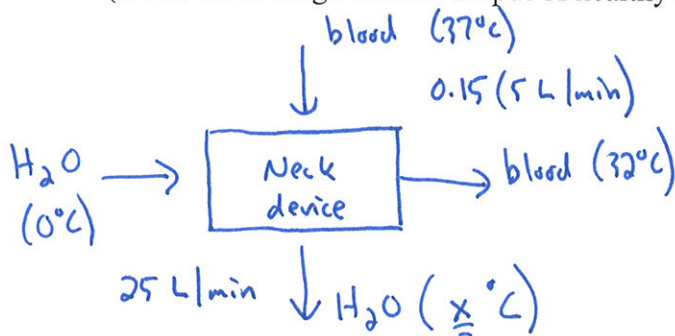 blood (37°C)
0.15 (5 L/min)
H₂O
(0°C)
Neck
device
blood (32°C)
25 L/min
H₂O (x °C)